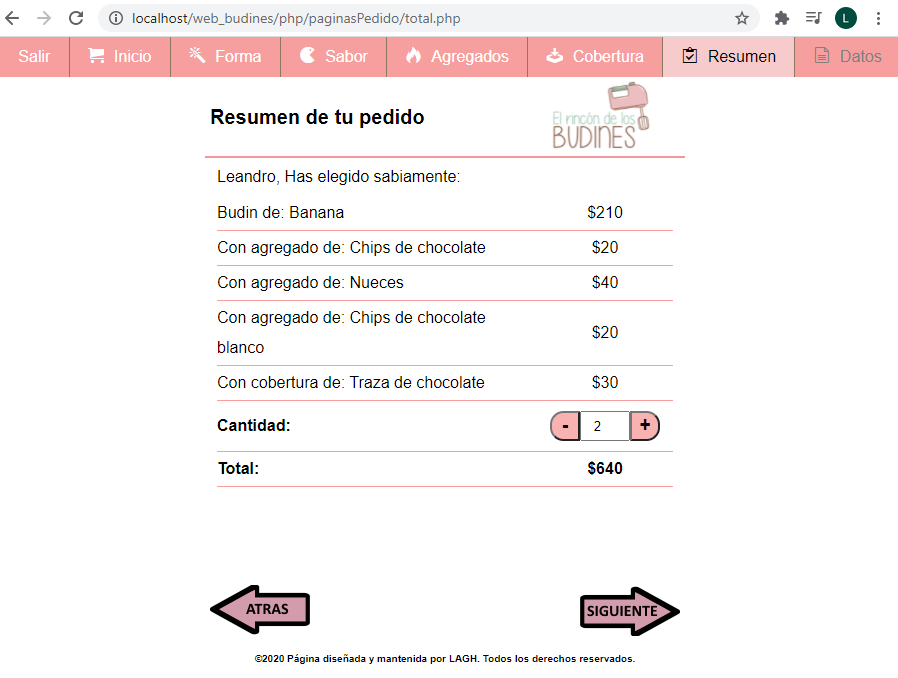 localhost/web_budines/php/paginasPedido/total.php
L
Salir Inicio Forma Sabor Agregados Cobertura Resumen Datos
Resumen de tu pedido
El rincón de los
BUDINES
Leandro, Has elegido sabiamente:
Budin de: Banana $210
Con agregado de: Chips de chocolate $20
Con agregado de: Nueces $40
Con agregado de: Chips de chocolate
blanco $20
Con cobertura de: Traza de chocolate $30
Cantidad: - 2 +
Total: $640
ATRAS SIGUIENTE
©2020 Página diseñada y mantenida por LAGH. Todos los derechos reservados.